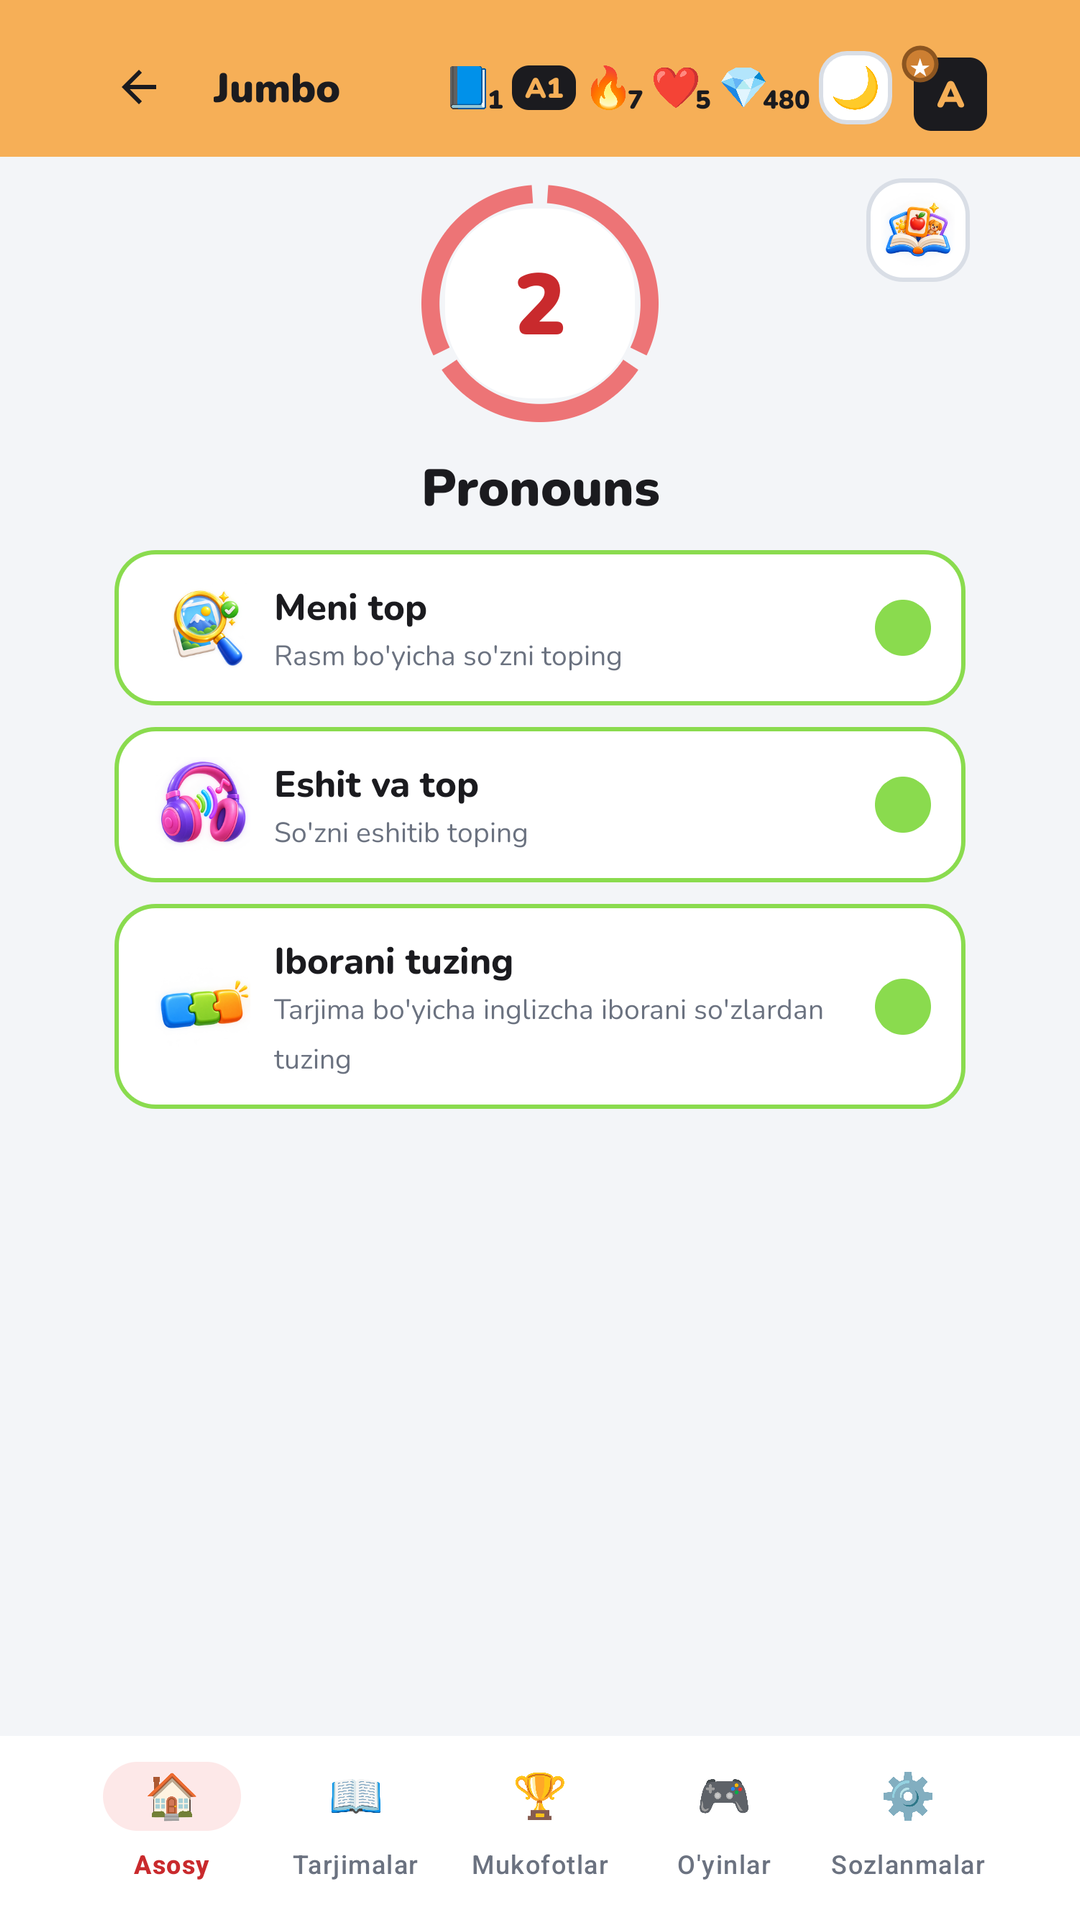 Jumbo
1
A1
7
5
480
A
2
Pronouns
Meni top
Rasm bo'yicha so'zni toping
Eshit va top
So'zni eshitib toping
Iborani tuzing
Tarjima bo'yicha inglizcha iborani so'zlardan
tuzing
Asosy
Tarjimalar
Mukofotlar
O'yinlar
Sozlanmalar